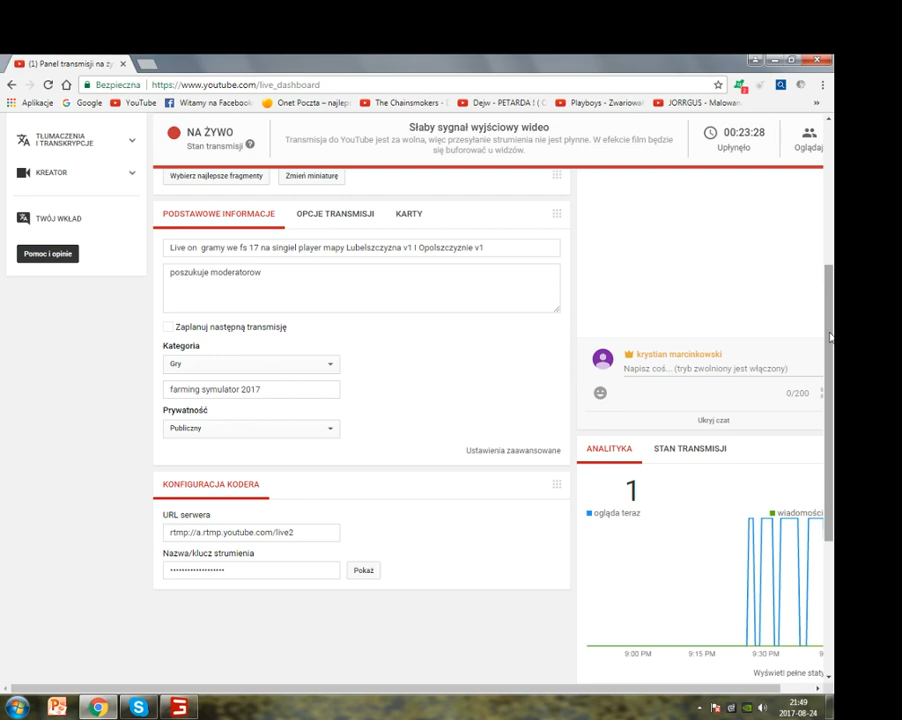 (1) Panel transmisji na ży
Bezpieczna
https://www.youtube.com/live_dashboard
Aplikacje
Google
YouTube
Witamy na Facebook
Onet Poczta – najlep
The Chainsmokers -
Dejw - PETARDA ! (
Playboys - Zwariowa
JORRGUS - Malowan
»
TŁUMACZENIA
I TRANSKRYPCJE
KREATOR
TWÓJ WKŁAD
Pomoc i opinie
NA ŻYWO
Stan transmisji
Słaby sygnał wyjściowy wideo
Transmisja do YouTube jest za wolna, więc przesyłanie strumienia nie jest płynne. W efekcie film będzie
się buforować u widzów.
00:23:28
Upłynęło
Oglądaj
Wybierz najlepsze fragmenty
Zmień miniaturę
PODSTAWOWE INFORMACJE
OPCJE TRANSMISJI
KARTY
Live on gramy we fs 17 na singiel player mapy Lubelszczyzna v1 I Opolszczyznie v1
poszukuje moderatorow
Zaplanuj następną transmisję
Kategoria
Gry
farming symulator 2017
Prywatność
Publiczny
Ustawienia zaawansowane
KONFIGURACJA KODERA
URL serwera
rtmp://a.rtmp.youtube.com/live2
Nazwa/klucz strumienia
Pokaż
krystian marcinkowski
Napisz coś... (tryb zwolniony jest włączony)
0/200
Ukryj czat
ANALITYKA
STAN TRANSMISJI
1
ogląda teraz
wiadomości
9:00 PM
9:15 PM
9:30 PM
9:
Wyświetl pełne staty
21:49
2017-08-24